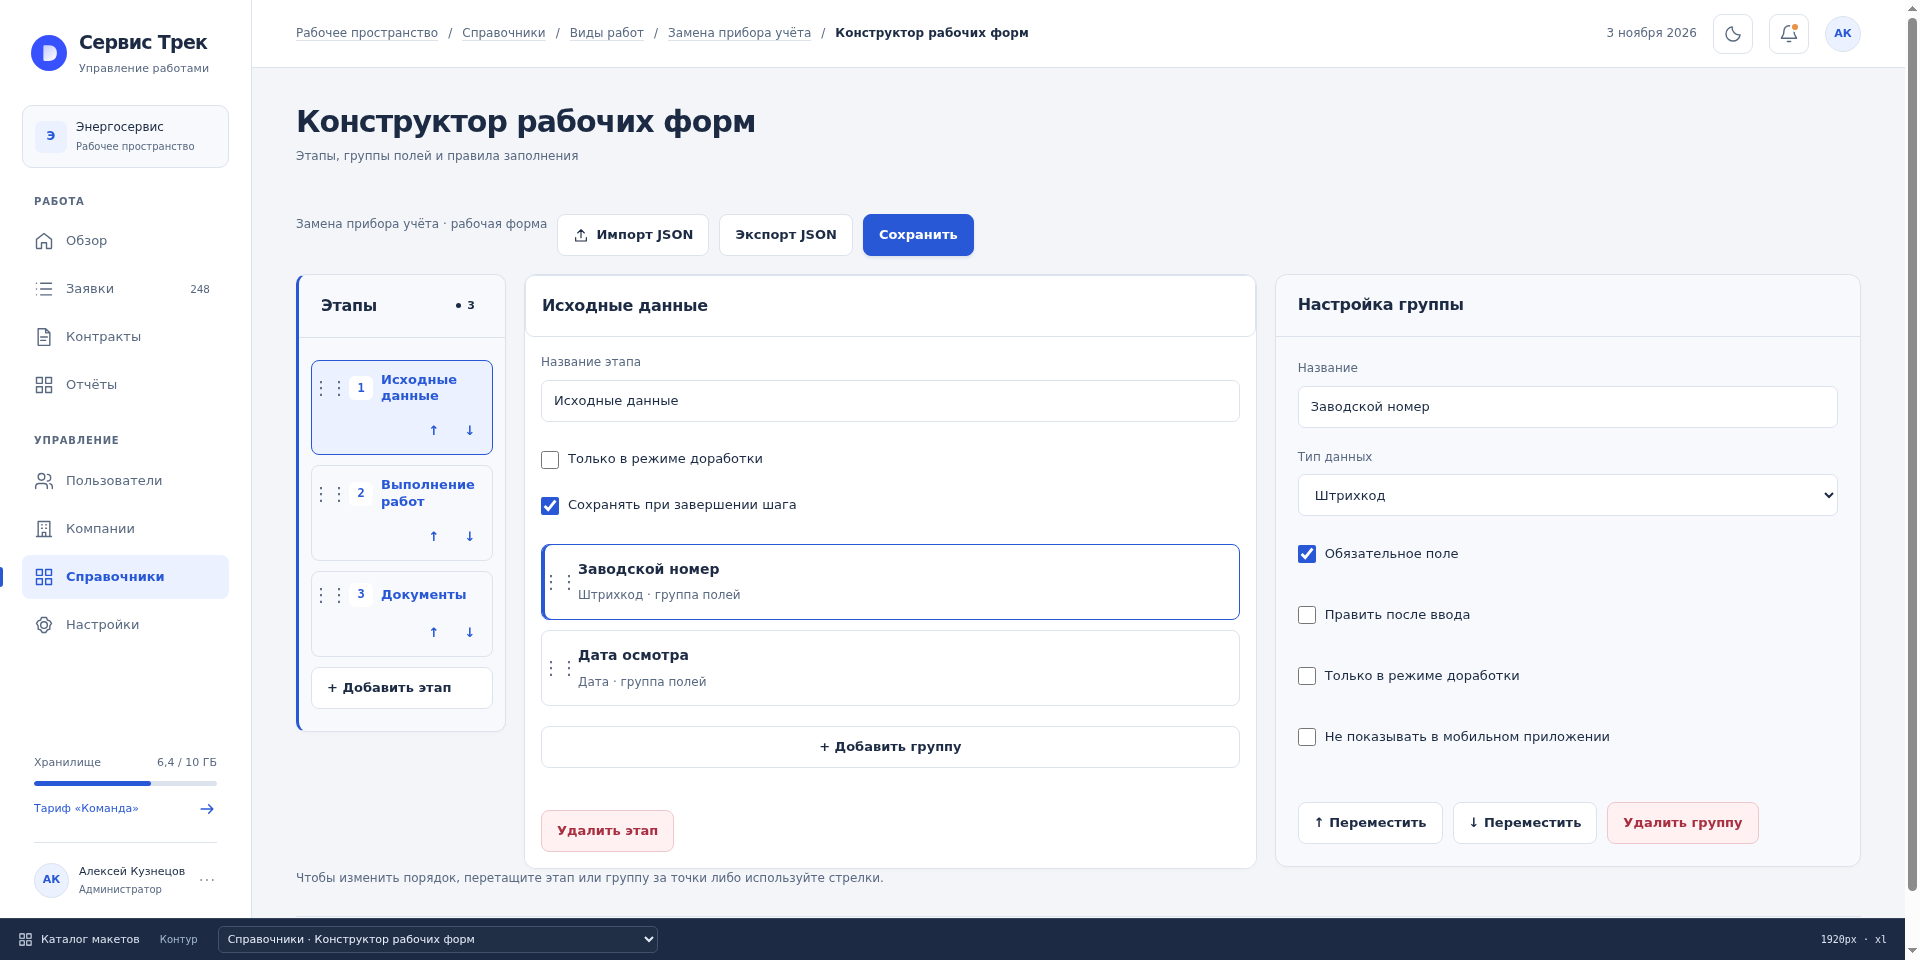 Сервис Трек
Управление работами
Э
Энергосервис
Рабочее пространство
РАБОТА
Обзор
Заявки 248
Контракты
Отчёты
УПРАВЛЕНИЕ
Пользователи
Компании
Справочники
Настройки
Хранилище 6,4 / 10 ГБ
Тариф «Команда»
АК
Алексей Кузнецов
Администратор
Рабочее пространство / Справочники / Виды работ / Замена прибора учёта / Конструктор рабочих форм
3 ноября 2026
АК
Конструктор рабочих форм
Этапы, группы полей и правила заполнения
Замена прибора учёта · рабочая форма
Импорт JSON
Экспорт JSON
Сохранить
Этапы • 3
1 Исходные
данные
↑ ↓
2 Выполнение
работ
↑ ↓
3 Документы
↑ ↓
+ Добавить этап
Исходные данные
Название этапа
Исходные данные
Только в режиме доработки
Сохранять при завершении шага
Заводской номер
Штрихкод · группа полей
Дата осмотра
Дата · группа полей
+ Добавить группу
Удалить этап
Настройка группы
Название
Заводской номер
Тип данных
Штрихкод
Обязательное поле
Править после ввода
Только в режиме доработки
Не показывать в мобильном приложении
↑ Переместить
↓ Переместить
Удалить группу
Чтобы изменить порядок, перетащите этап или группу за точки либо используйте стрелки.
Каталог макетов
Контур
Справочники · Конструктор рабочих форм
1920px · xl